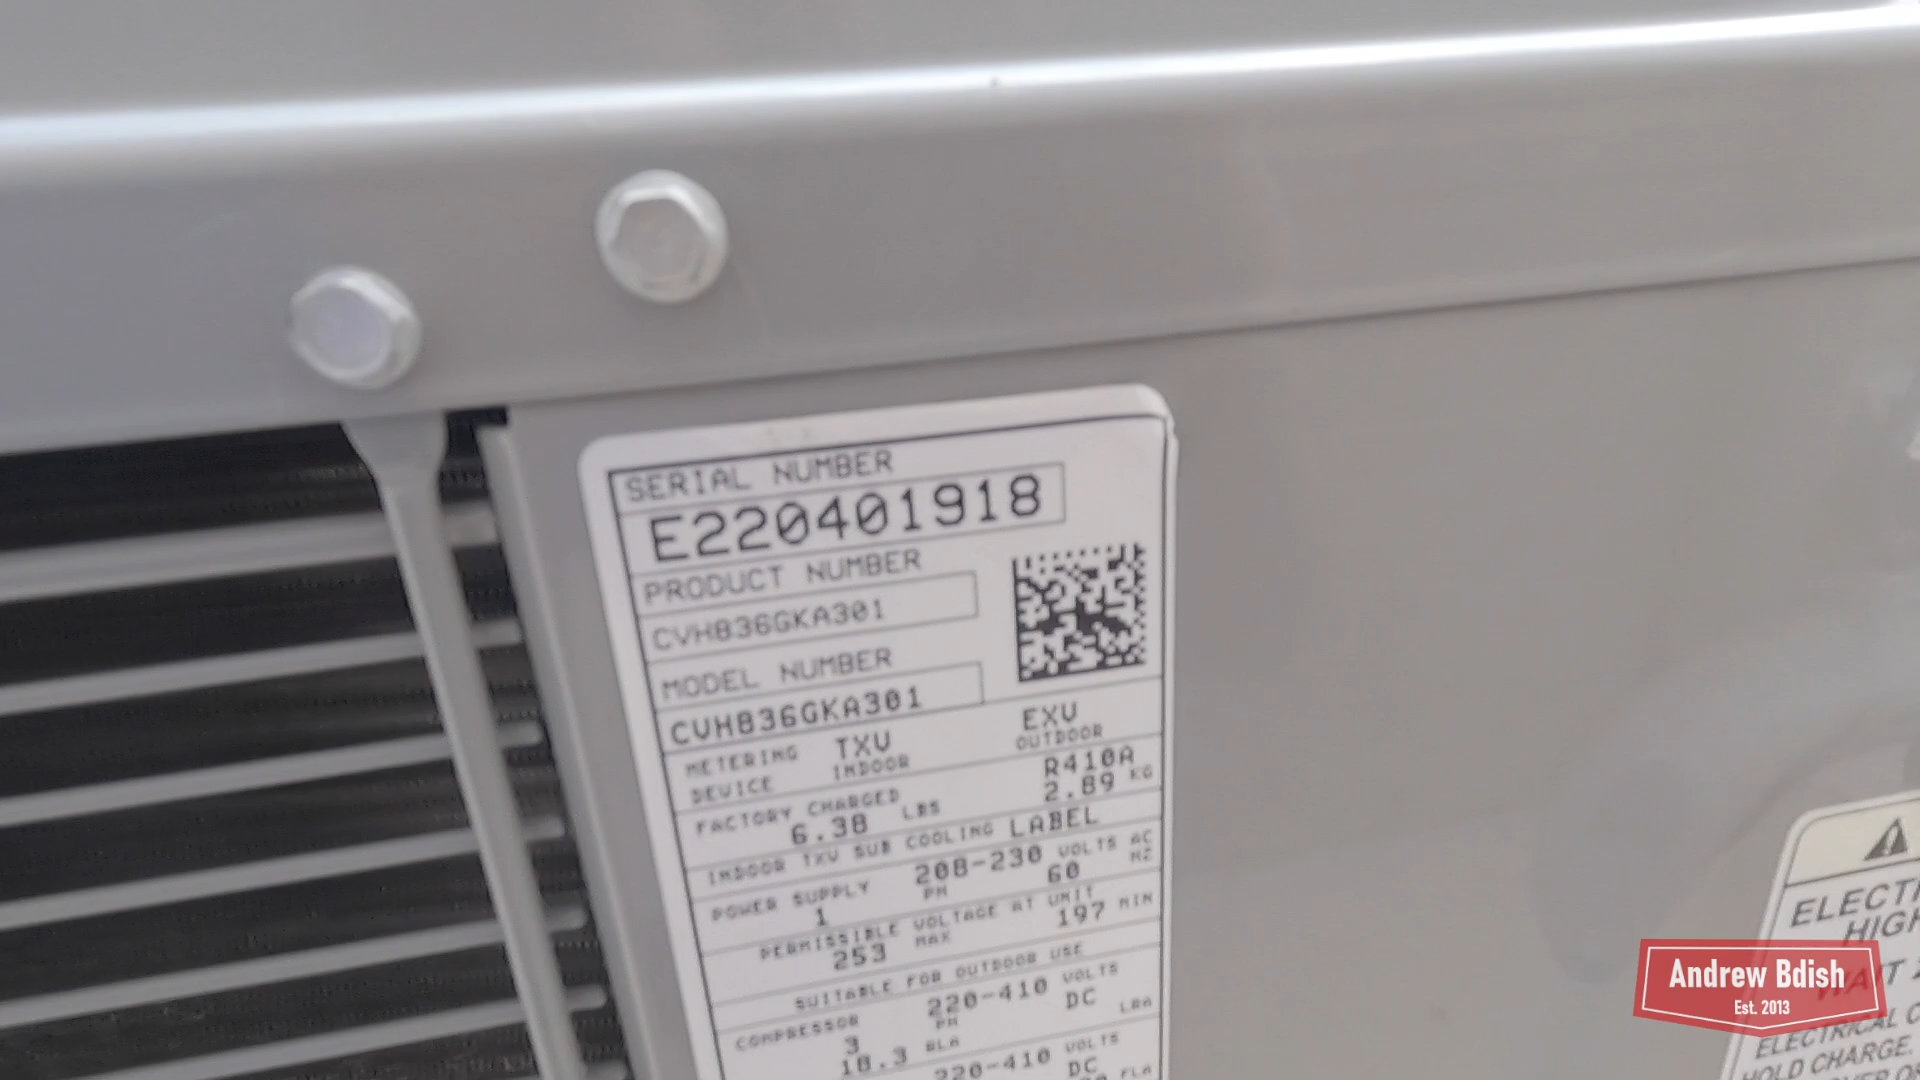 SERIAL NUMBER
E220401918
PRODUCT NUMBER
CVH836GKA301
MODEL NUMBER
CVH836GKA301
METERING DEVICE TXV INDOOR EXV OUTDOOR
FACTORY CHARGED R410A
6.38 LBS 2.89 KG
INDOOR TXV SUB COOLING LABEL
POWER SUPPLY 208-230 VOLTS AC
1 PH 60 HZ
PERMISSIBLE VOLTAGE AT UNIT
253 MAX 197 MIN
SUITABLE FOR OUTDOOR USE
COMPRESSOR 220-410 VOLTS DC
3 PH
18.3 RLA LRA
220-410 VOLTS DC
FLA
ELECTRICAL
HOLD CHARGE.
Andrew Bdish
Est. 2013